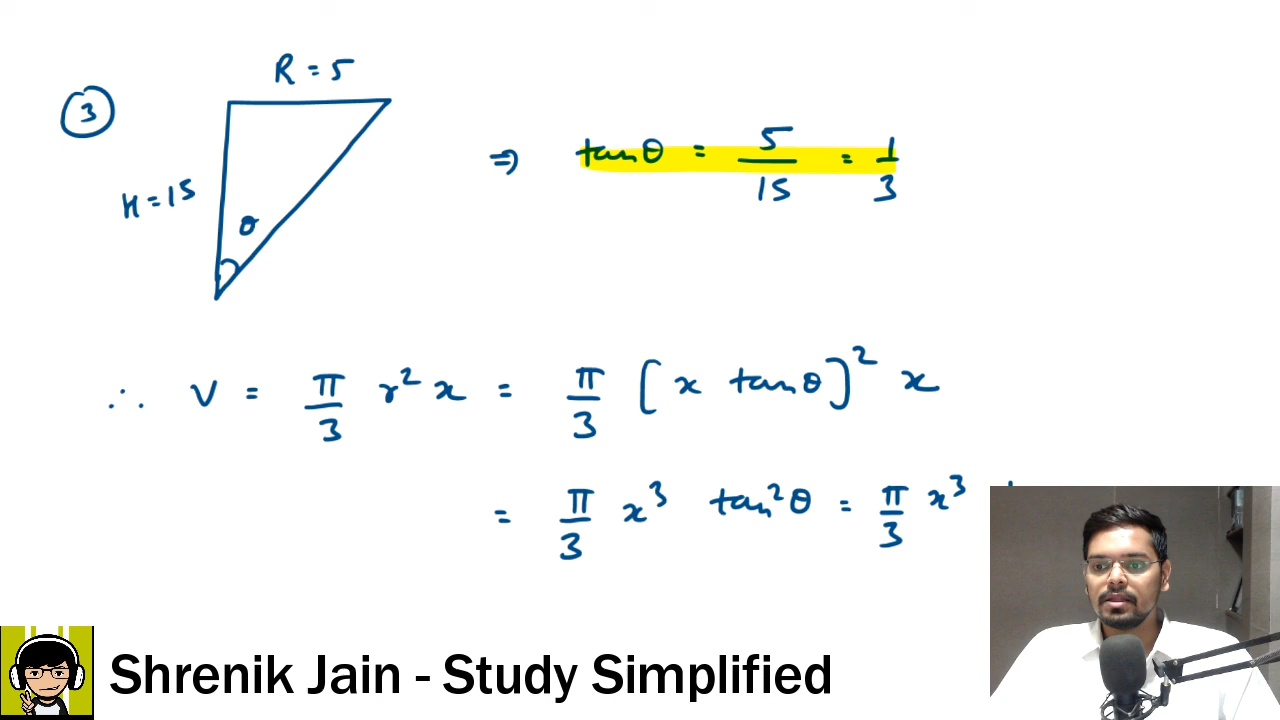 R = 5
③
H = 15
θ
⇒ tanθ = 5/15 = 1/3
∴ V = π/3 r² x = π/3 [x tanθ]² x
= π/3 x³ tan²θ = π/3 x³
Shrenik Jain - Study Simplified